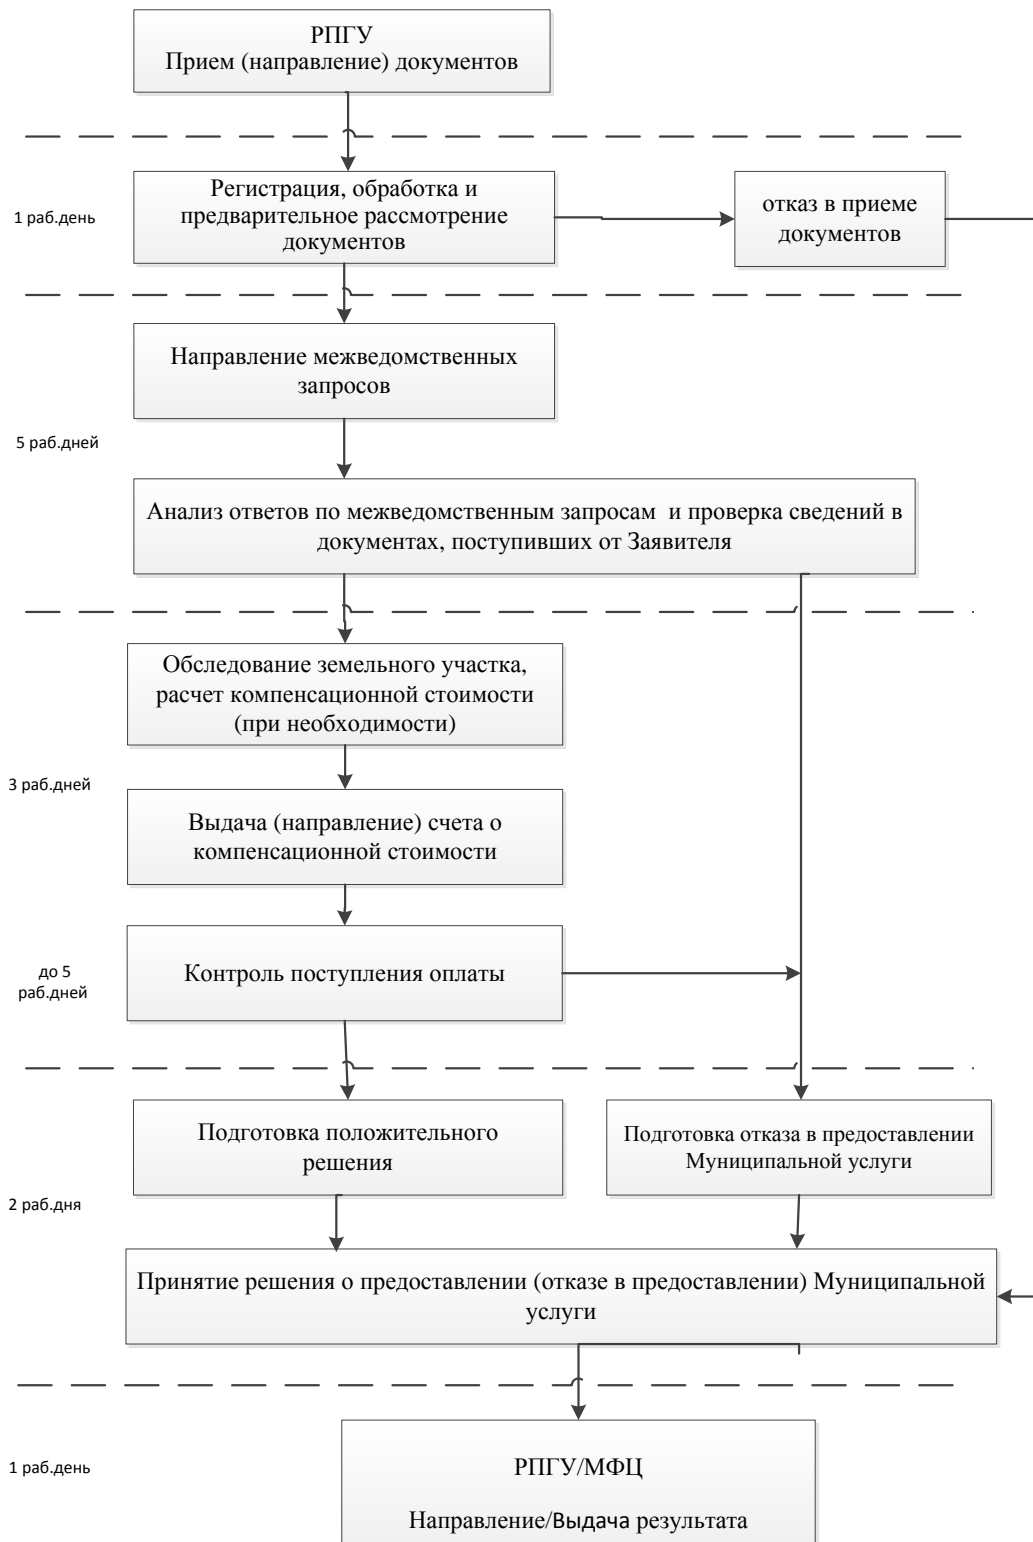 РПГУ
Прием (направление) документов
1 раб.день
Регистрация, обработка и
предварительное рассмотрение
документов
отказ в приеме
документов
Направление межведомственных
запросов
5 раб.дней
Анализ ответов по межведомственным запросам и проверка сведений в
документах, поступивших от Заявителя
Обследование земельного участка,
расчет компенсационной стоимости
(при необходимости)
3 раб.дней
Выдача (направление) счета о
компенсационной стоимости
до 5
раб.дней
Контроль поступления оплаты
Подготовка положительного
решения
Подготовка отказа в предоставлении
Муниципальной услуги
2 раб.дня
Принятие решения о предоставлении (отказе в предоставлении) Муниципальной
услуги
1 раб.день
РПГУ/МФЦ
Направление/Выдача результата